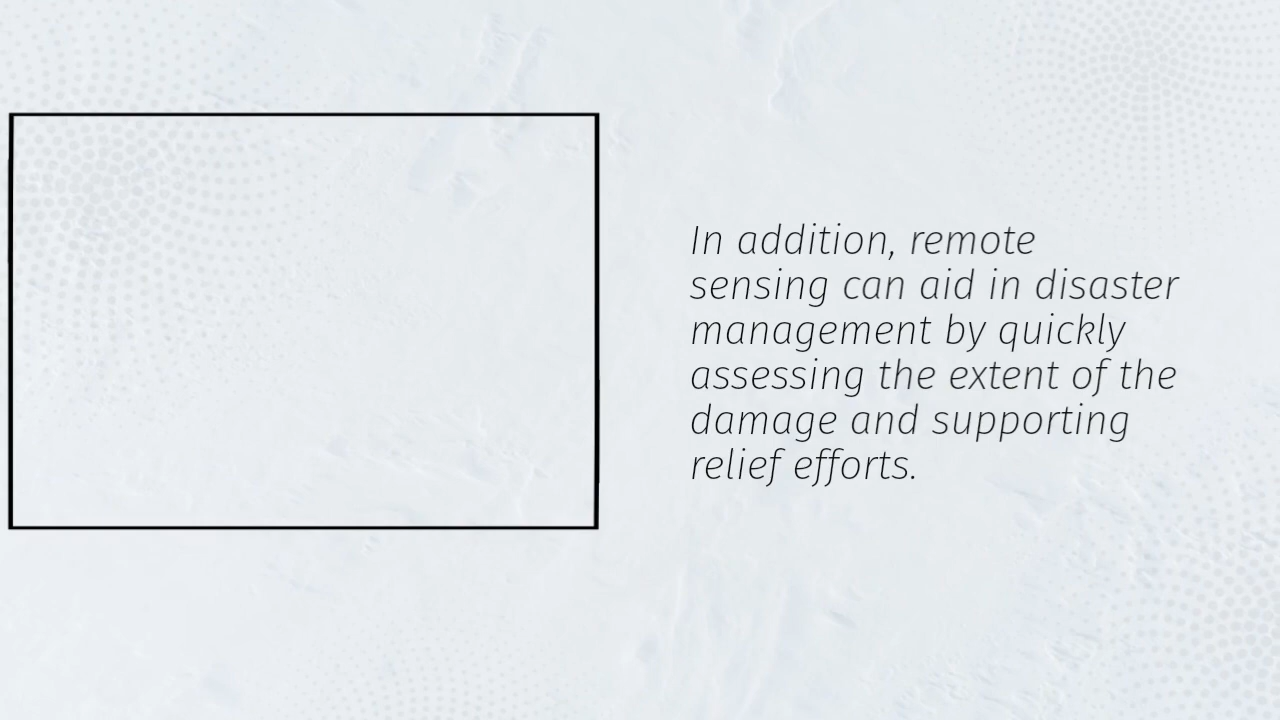 In addition, remote
sensing can aid in disaster
management by quickly
assessing the extent of the
damage and supporting
relief efforts.